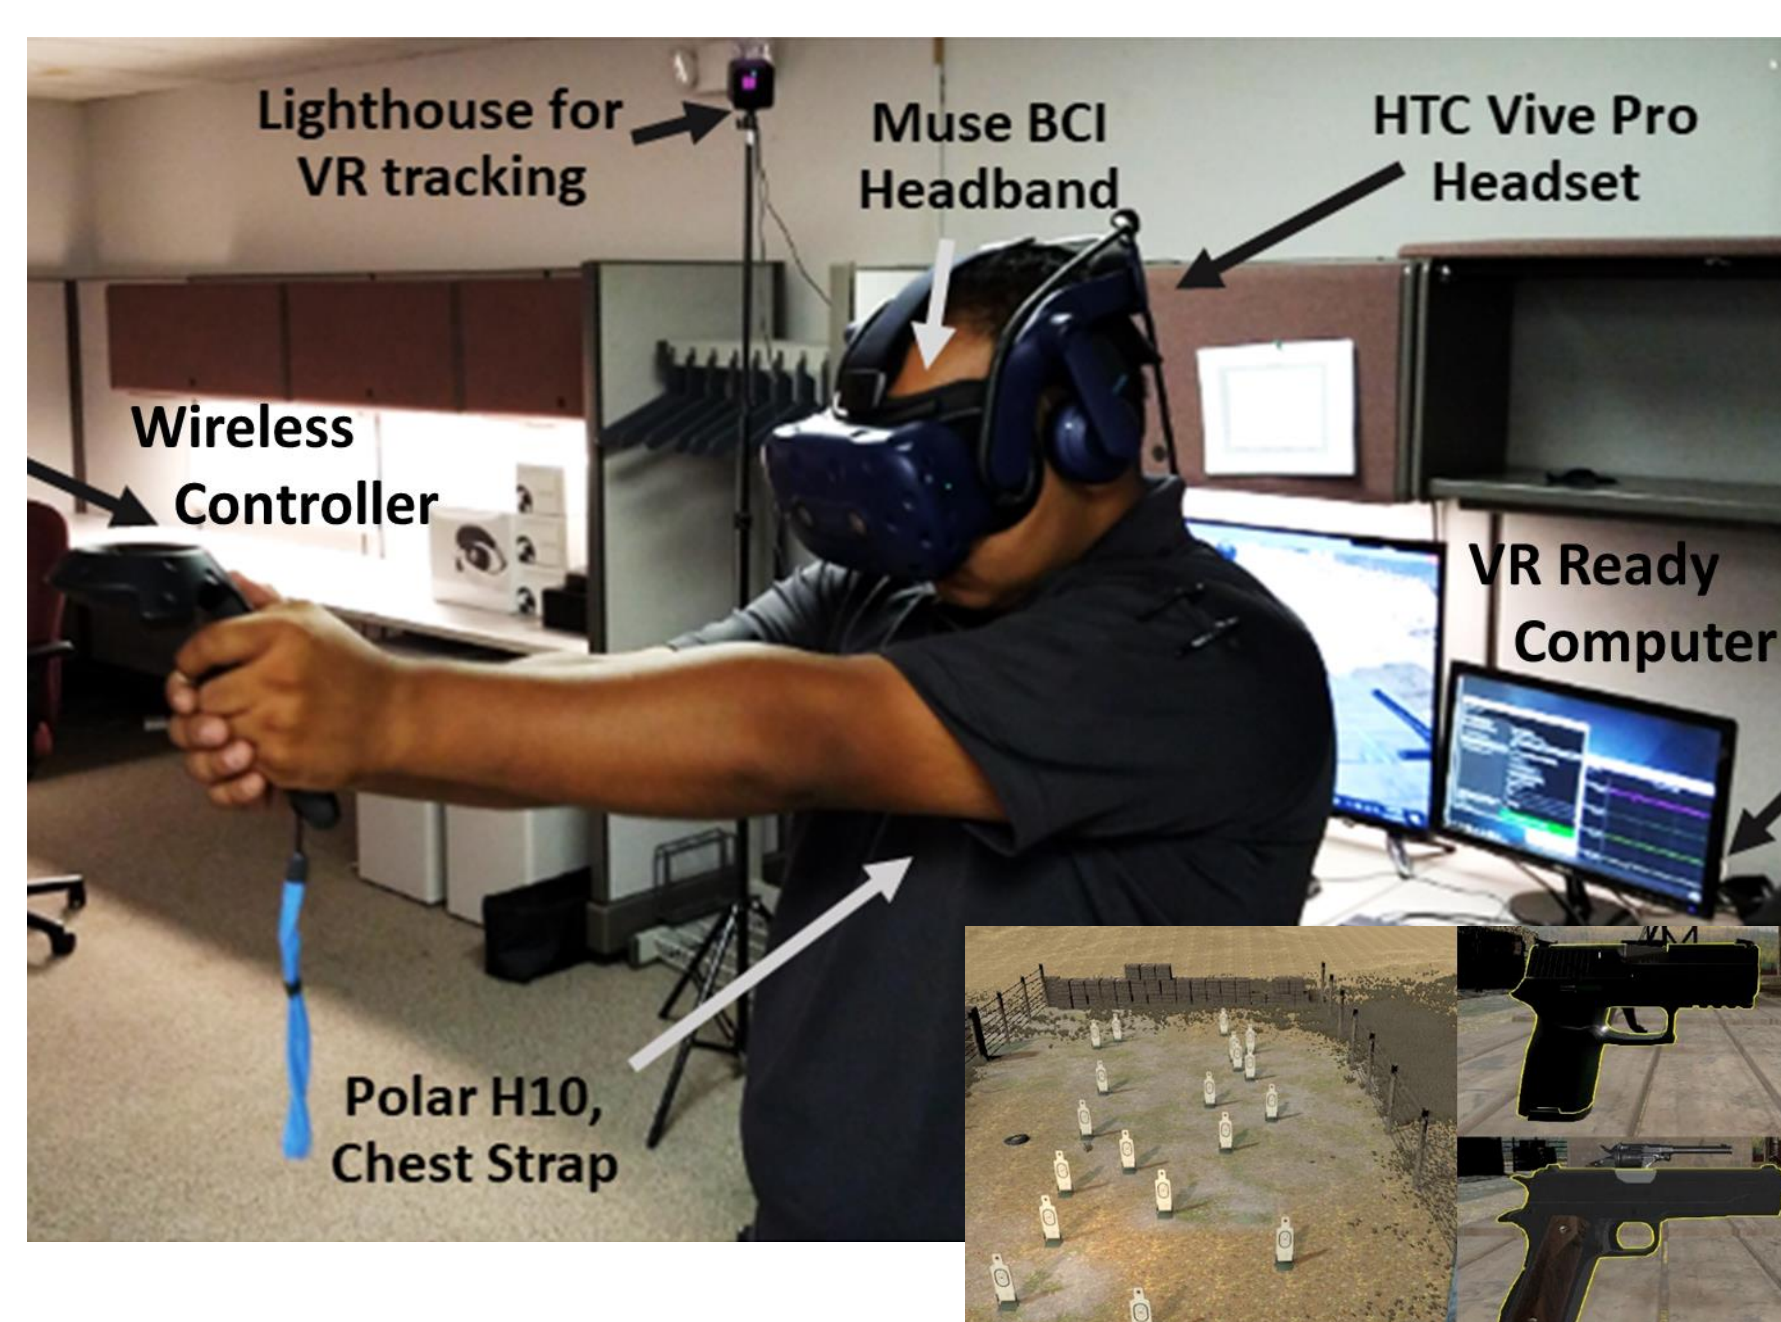 Lighthouse for
VR tracking
Muse BCI
Headband
HTC Vive Pro
Headset
Wireless
Controller
VR Ready
Computer
Polar H10,
Chest Strap